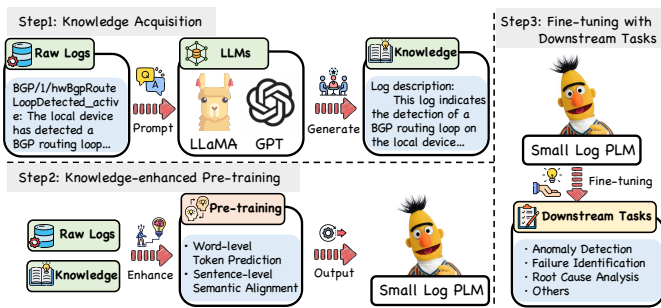 Step1: Knowledge Acquisition
Raw Logs
BGP/1/hwBgpRoute
LoopDetected_activ
e: The local device
has detected a
BGP routing loop...
Prompt
LLMs
LLaMA
GPT
Generate
Knowledge
Log description:
This log indicates
the detection of a
BGP routing loop on
the local device...
Step2: Knowledge-enhanced Pre-training
Raw Logs
Knowledge
Enhance
Pre-training
• Word-level
Token Prediction
• Sentence-level
Semantic Alignment
Output
Small Log PLM
Step3: Fine-tuning with
Downstream Tasks
Small Log PLM
Fine-tuning
Downstream Tasks
· Anomaly Detection
· Failure Identification
· Root Cause Analysis
· Others